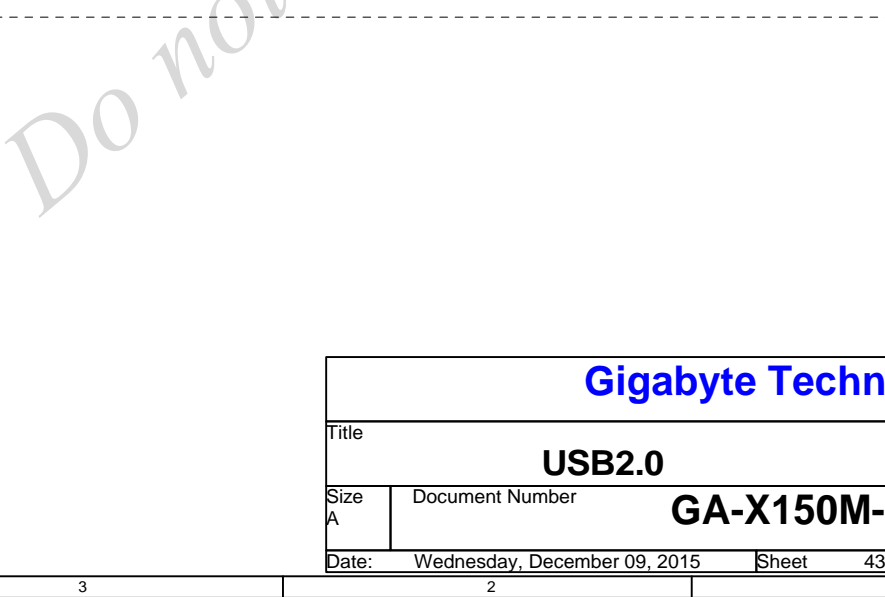 Do not
Gigabyte Techn
Title
USB2.0
Size
Document Number
GA-X150M-
A
Date: Wednesday, December 09, 2015 Sheet 43
3 2